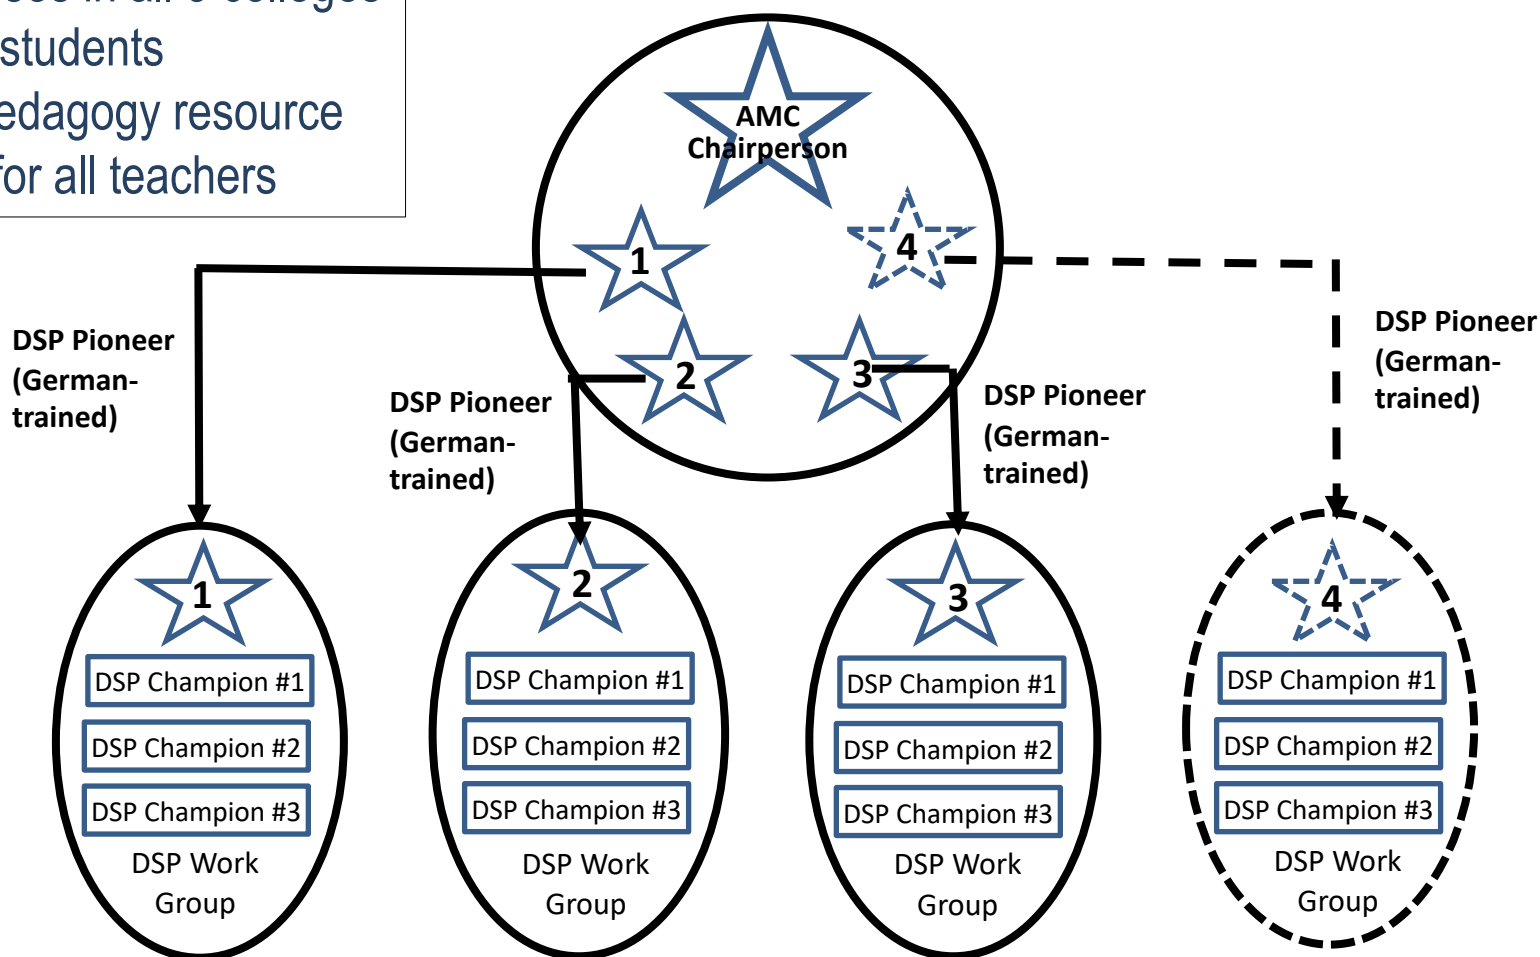 students
edagogy resource
for all teachers
AMC
Chairperson
1
4
2
3
DSP Pioneer
(German-
trained)
DSP Pioneer
(German-
trained)
DSP Pioneer
(German-
trained)
DSP Pioneer
(German-
trained)
1
DSP Champion #1
DSP Champion #2
DSP Champion #3
DSP Work
Group
2
DSP Champion #1
DSP Champion #2
DSP Champion #3
DSP Work
Group
3
DSP Champion #1
DSP Champion #2
DSP Champion #3
DSP Work
Group
4
DSP Champion #1
DSP Champion #2
DSP Champion #3
DSP Work
Group